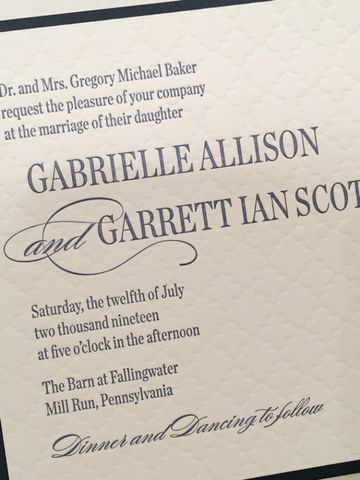 Dr. and Mrs. Gregory Michael Baker
request the pleasure of your company
at the marriage of their daughter
GABRIELLE ALLISON
and GARRETT IAN SCOT
Saturday, the twelfth of July
two thousand nineteen
at five o'clock in the afternoon
The Barn at Fallingwater
Mill Run, Pennsylvania
Dinner and Dancing to follow